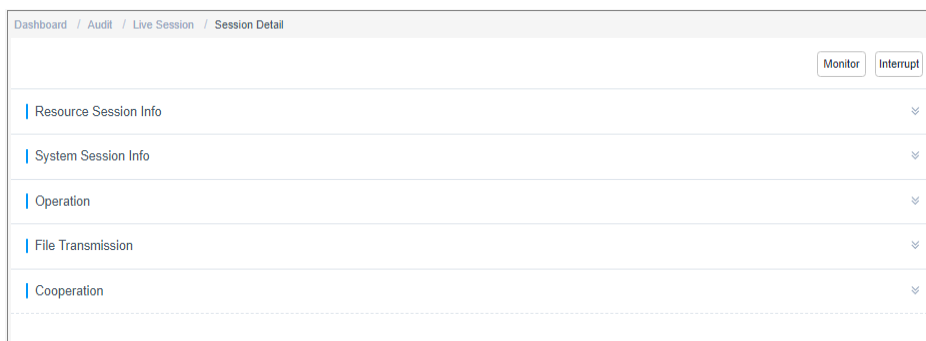 Dashboard / Audit / Live Session / Session Detail
Monitor Interrupt
Resource Session Info
System Session Info
Operation
File Transmission
Cooperation